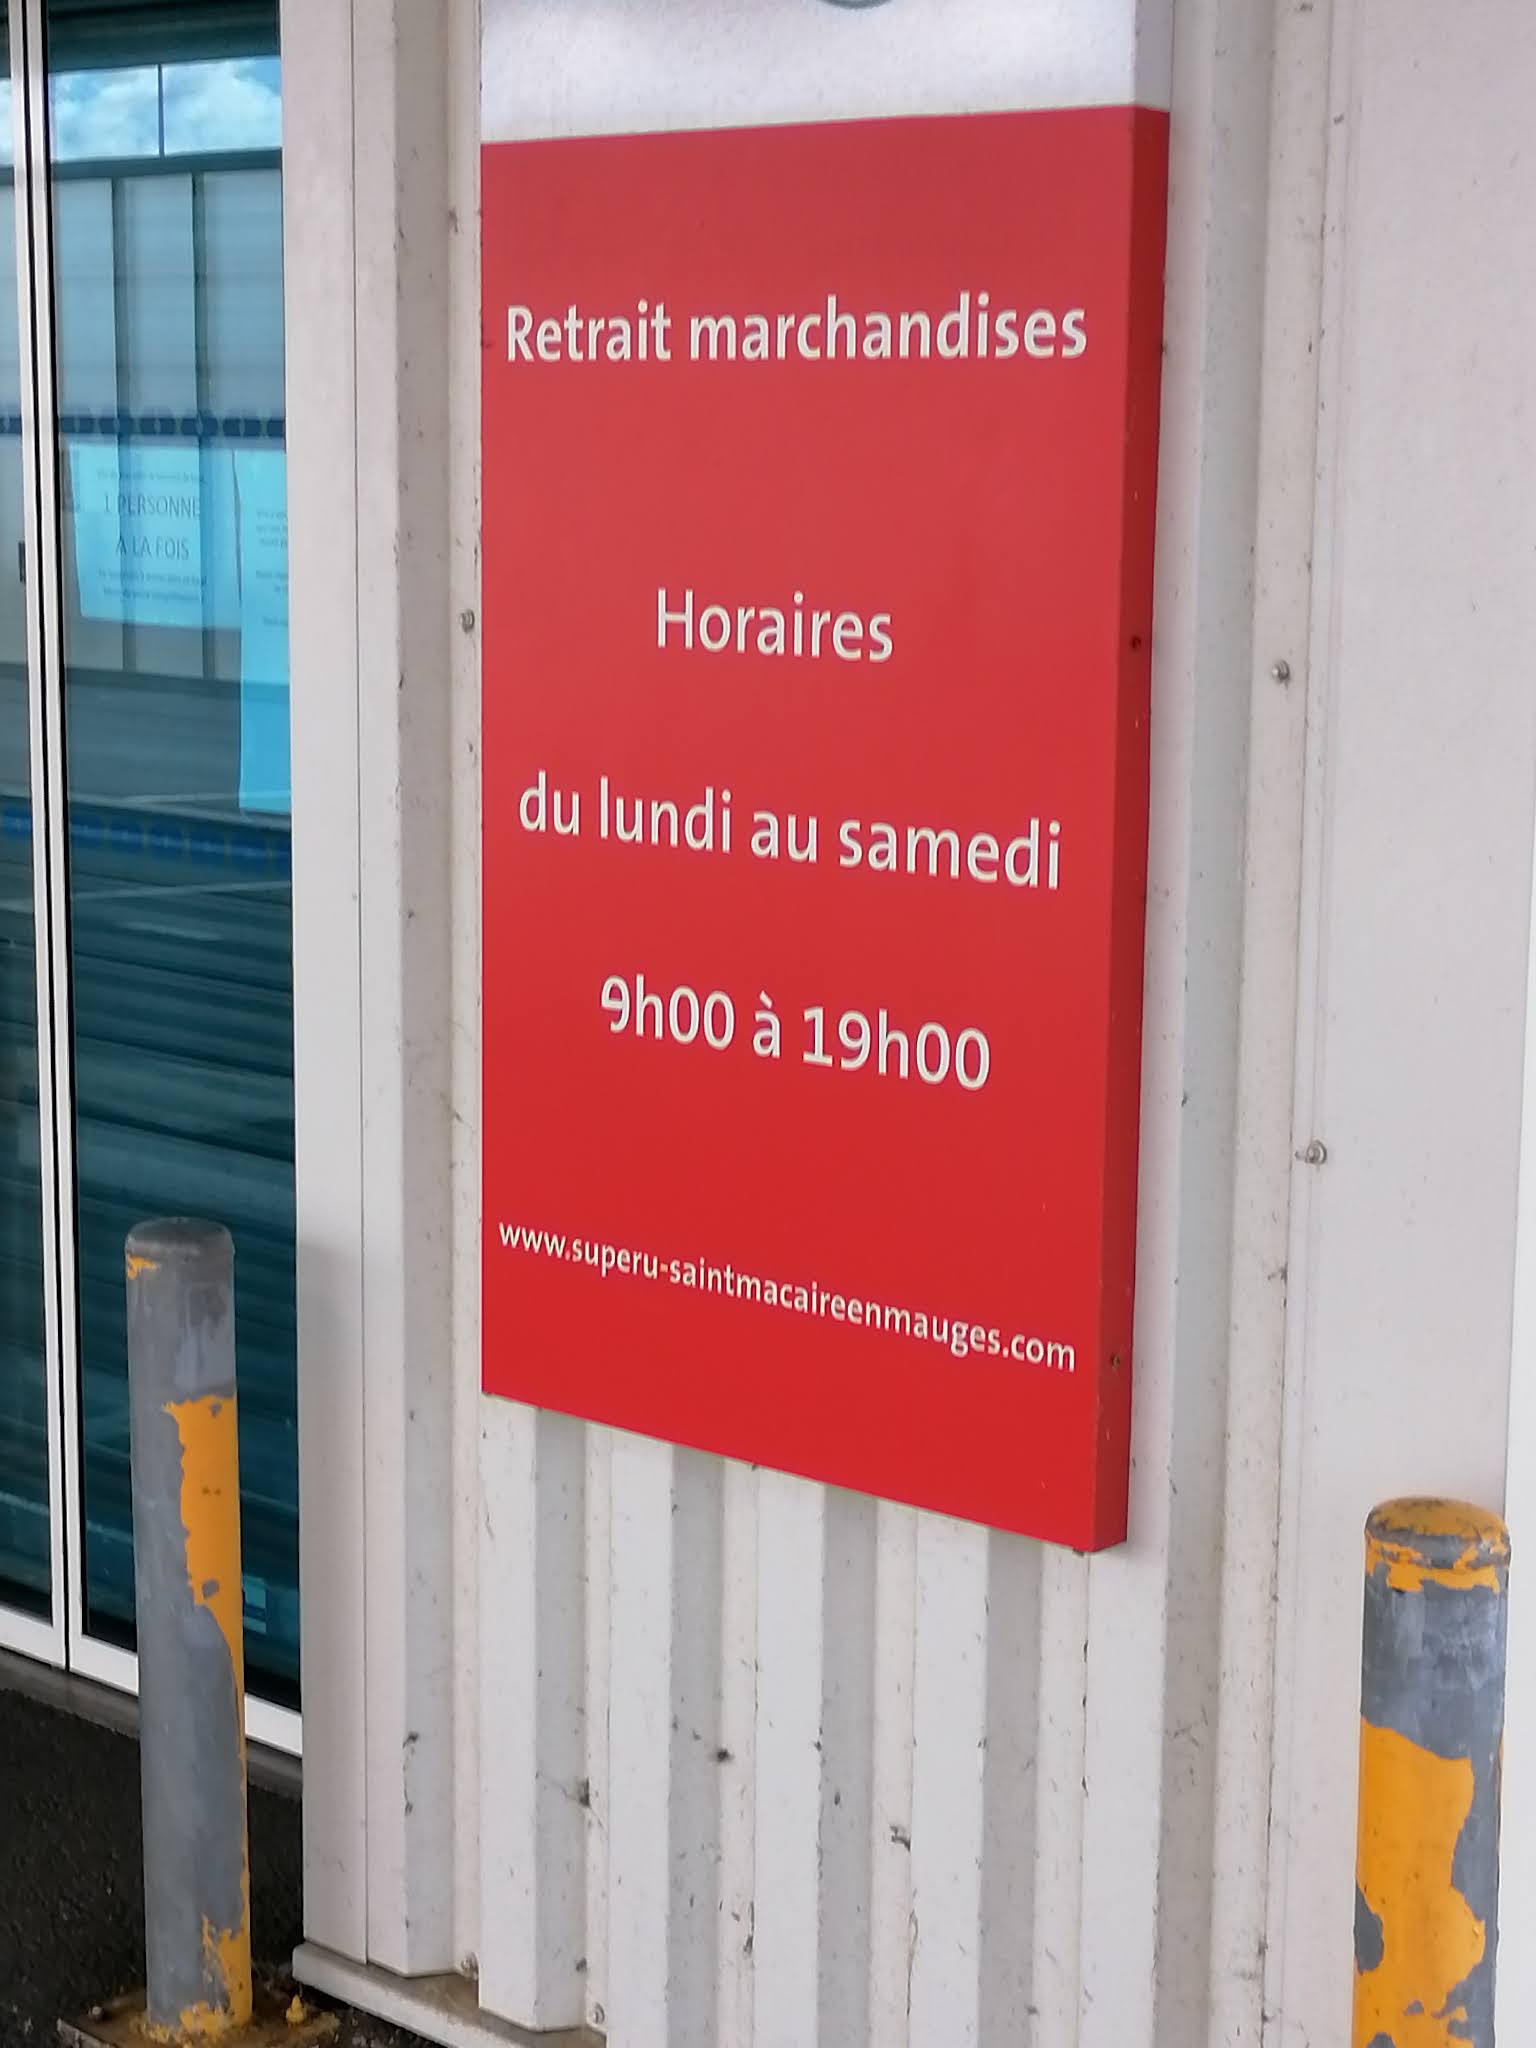 Retrait marchandises
Horaires
du lundi au samedi
9h00 à 19h00
www.superu-saintmacaireenmauges.com
1 PERSONNE
A LA FOIS